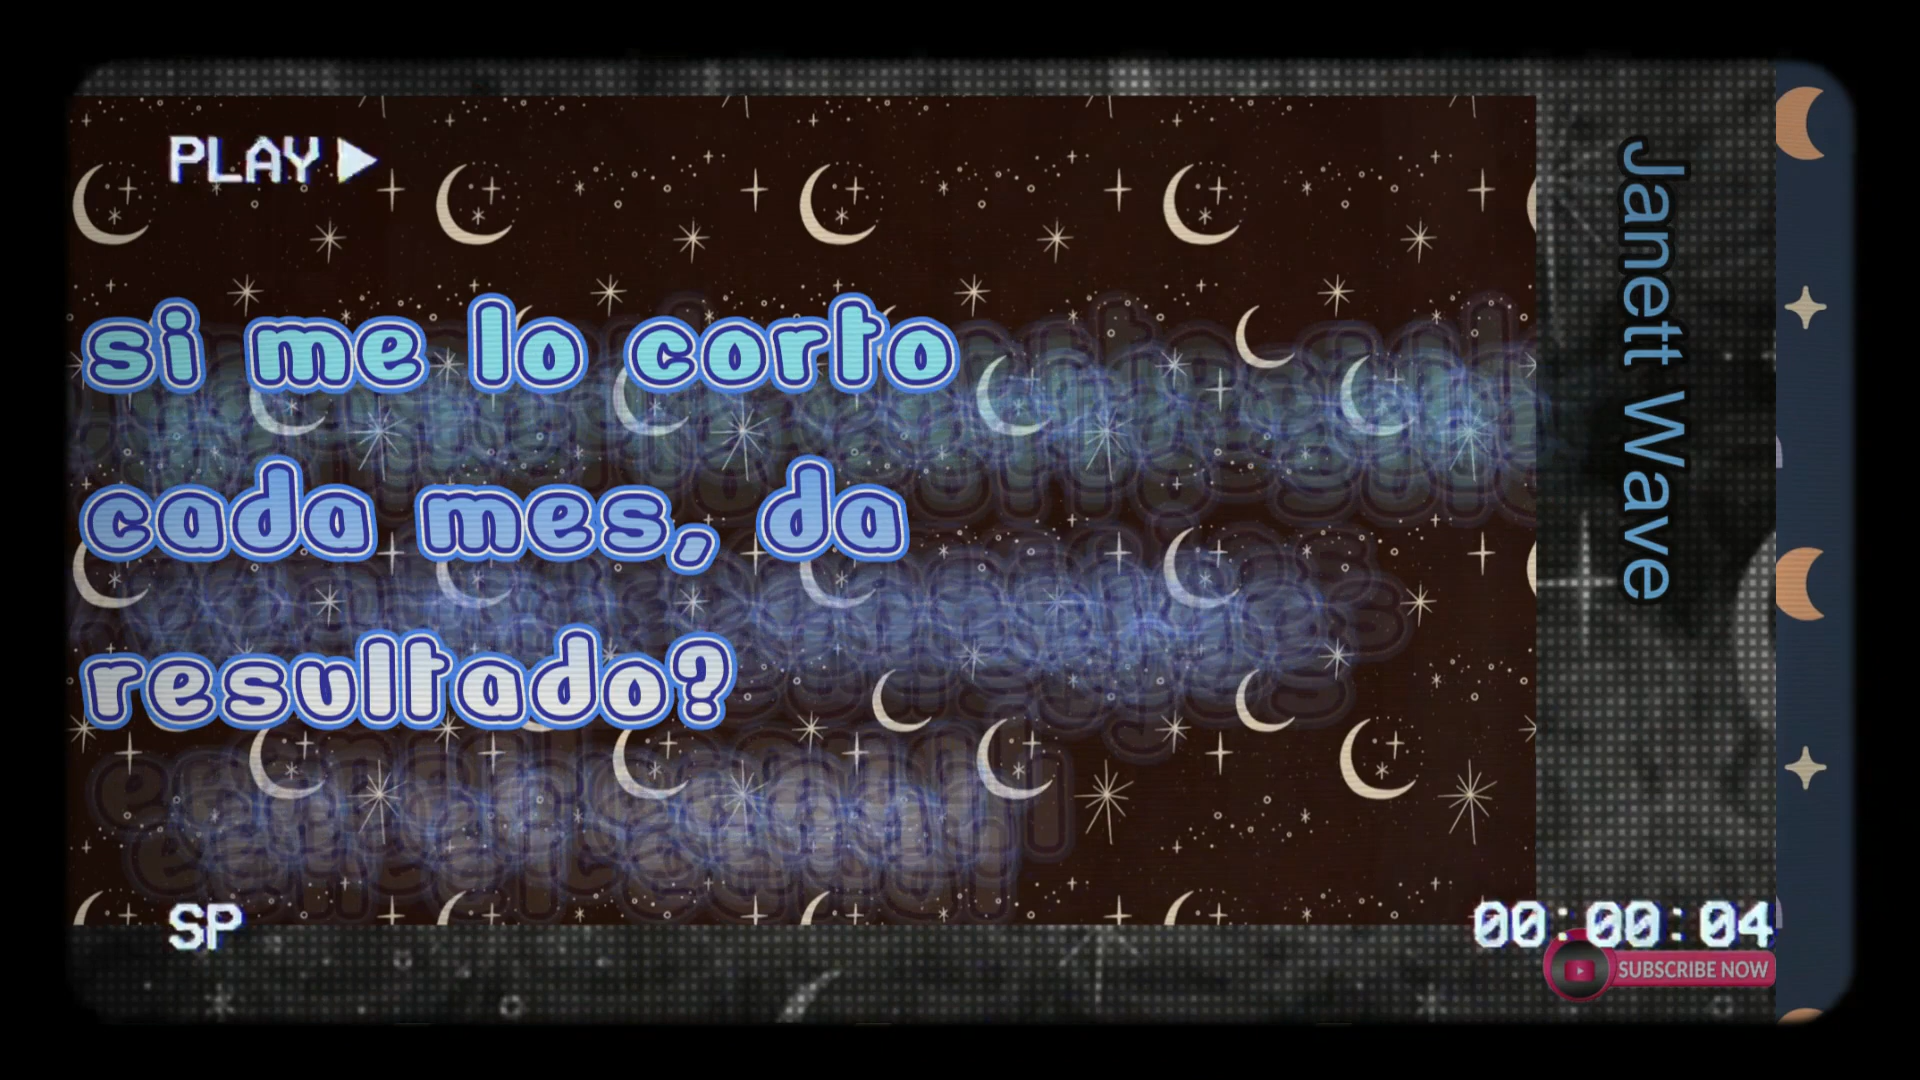 PLAY
si me lo corto
cada mes, da
resultado?
Janett Wave
SP
00:00:04
SUBSCRIBE NOW